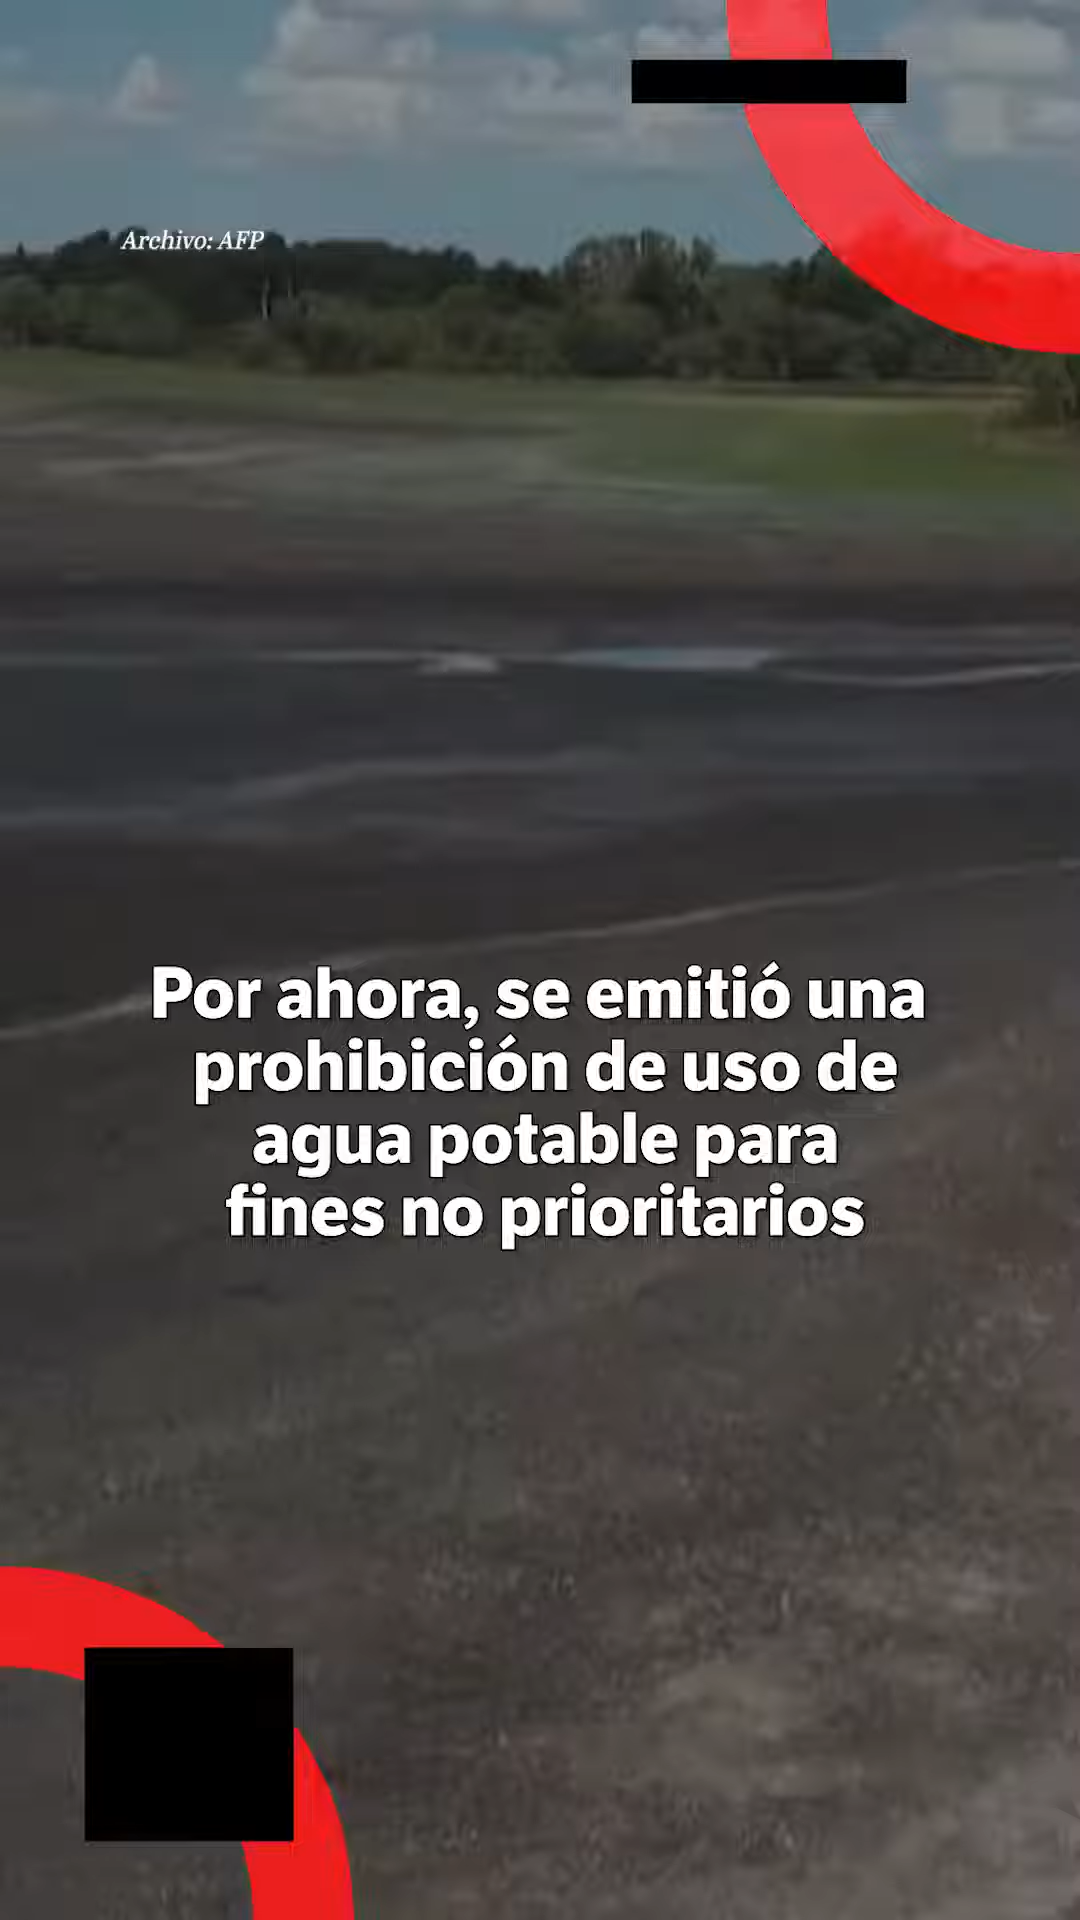 Archivo: AFP
Por ahora, se emitió una
prohibición de uso de
agua potable para
fines no prioritarios